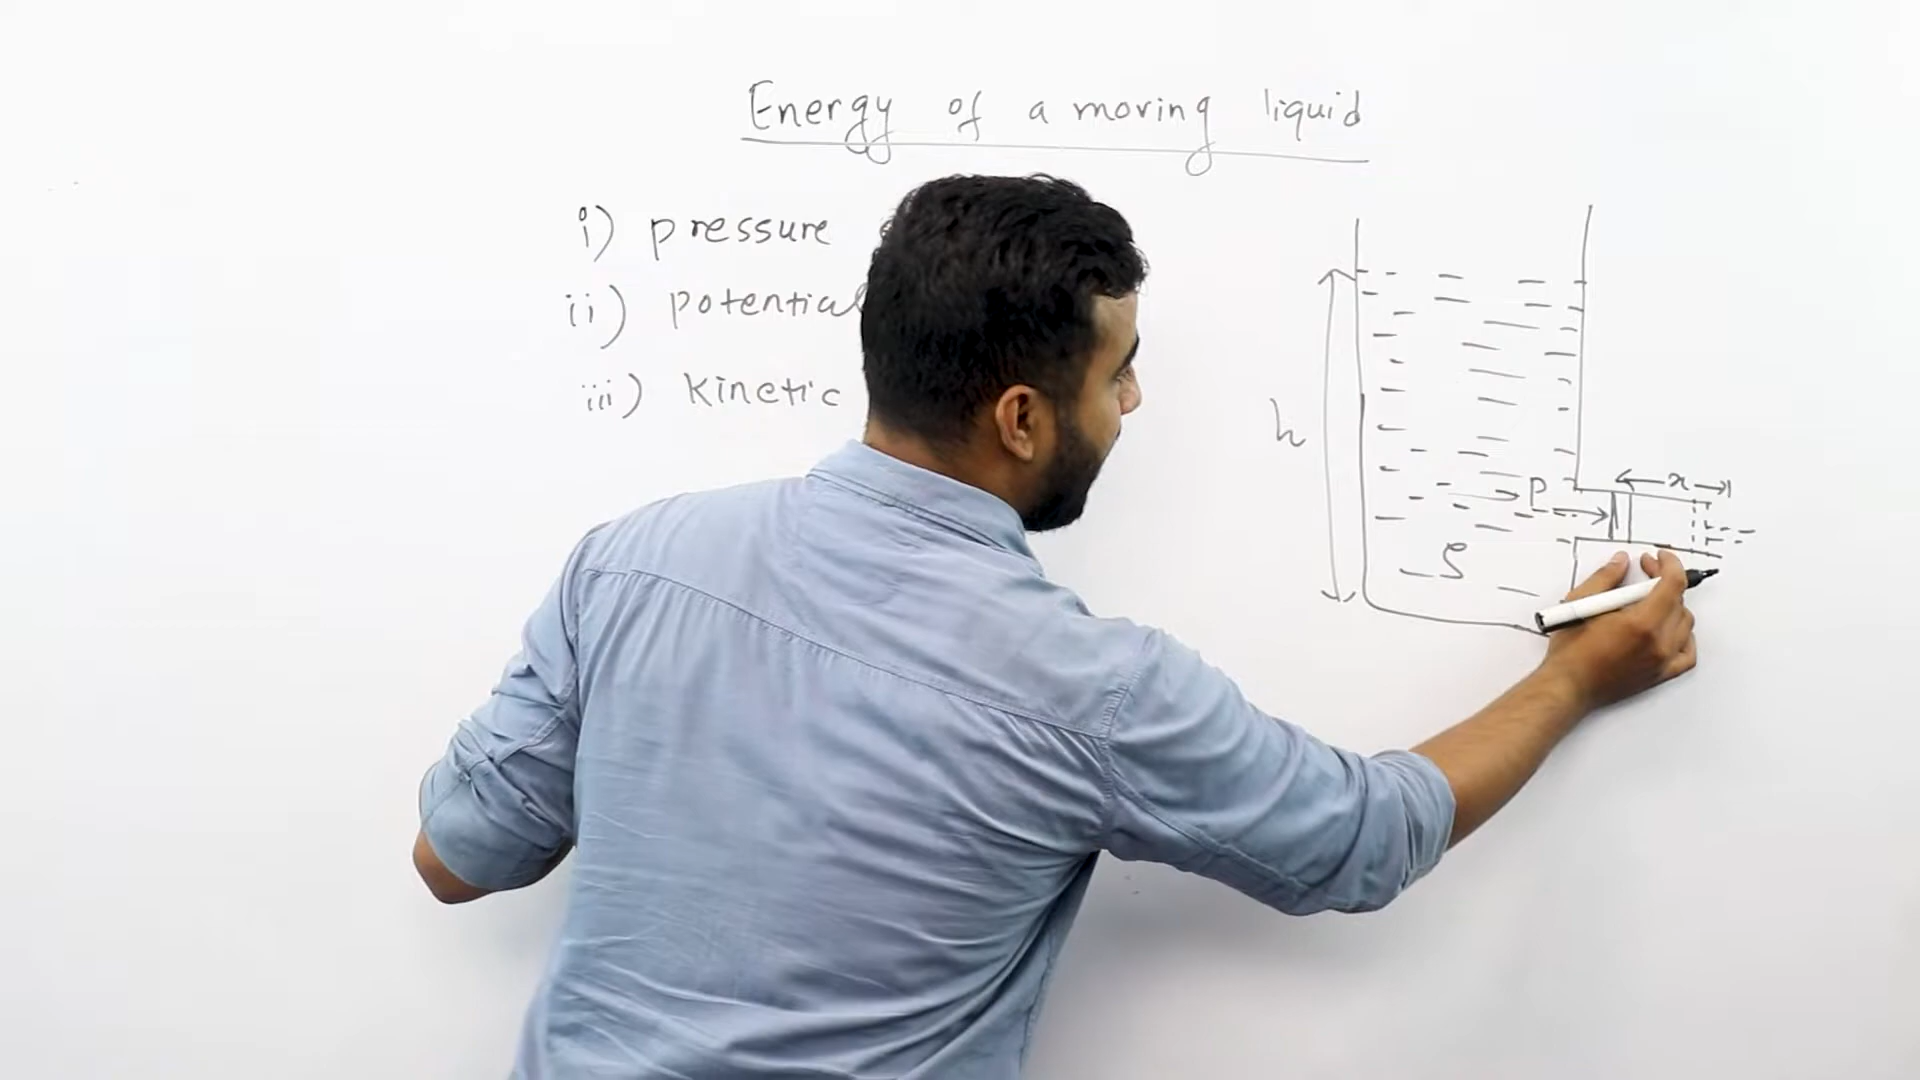 Energy of a moving liquid
i) pressure
ii) potential
iii) Kinetic
h
x
P
ρ